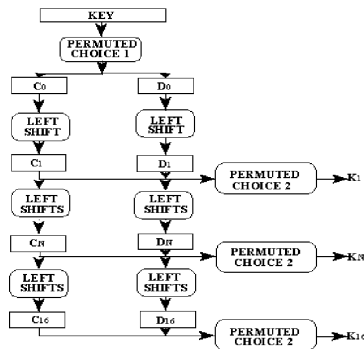 KEY
PERMUTED
CHOICE 1
C0 D0
LEFT
SHIFT
LEFT
SHIFT
C1 D1
PERMUTED
CHOICE 2
K1
LEFT
SHIFTS
LEFT
SHIFTS
CN DN
PERMUTED
CHOICE 2
KN
LEFT
SHIFTS
LEFT
SHIFTS
C16 D16
PERMUTED
CHOICE 2
K16